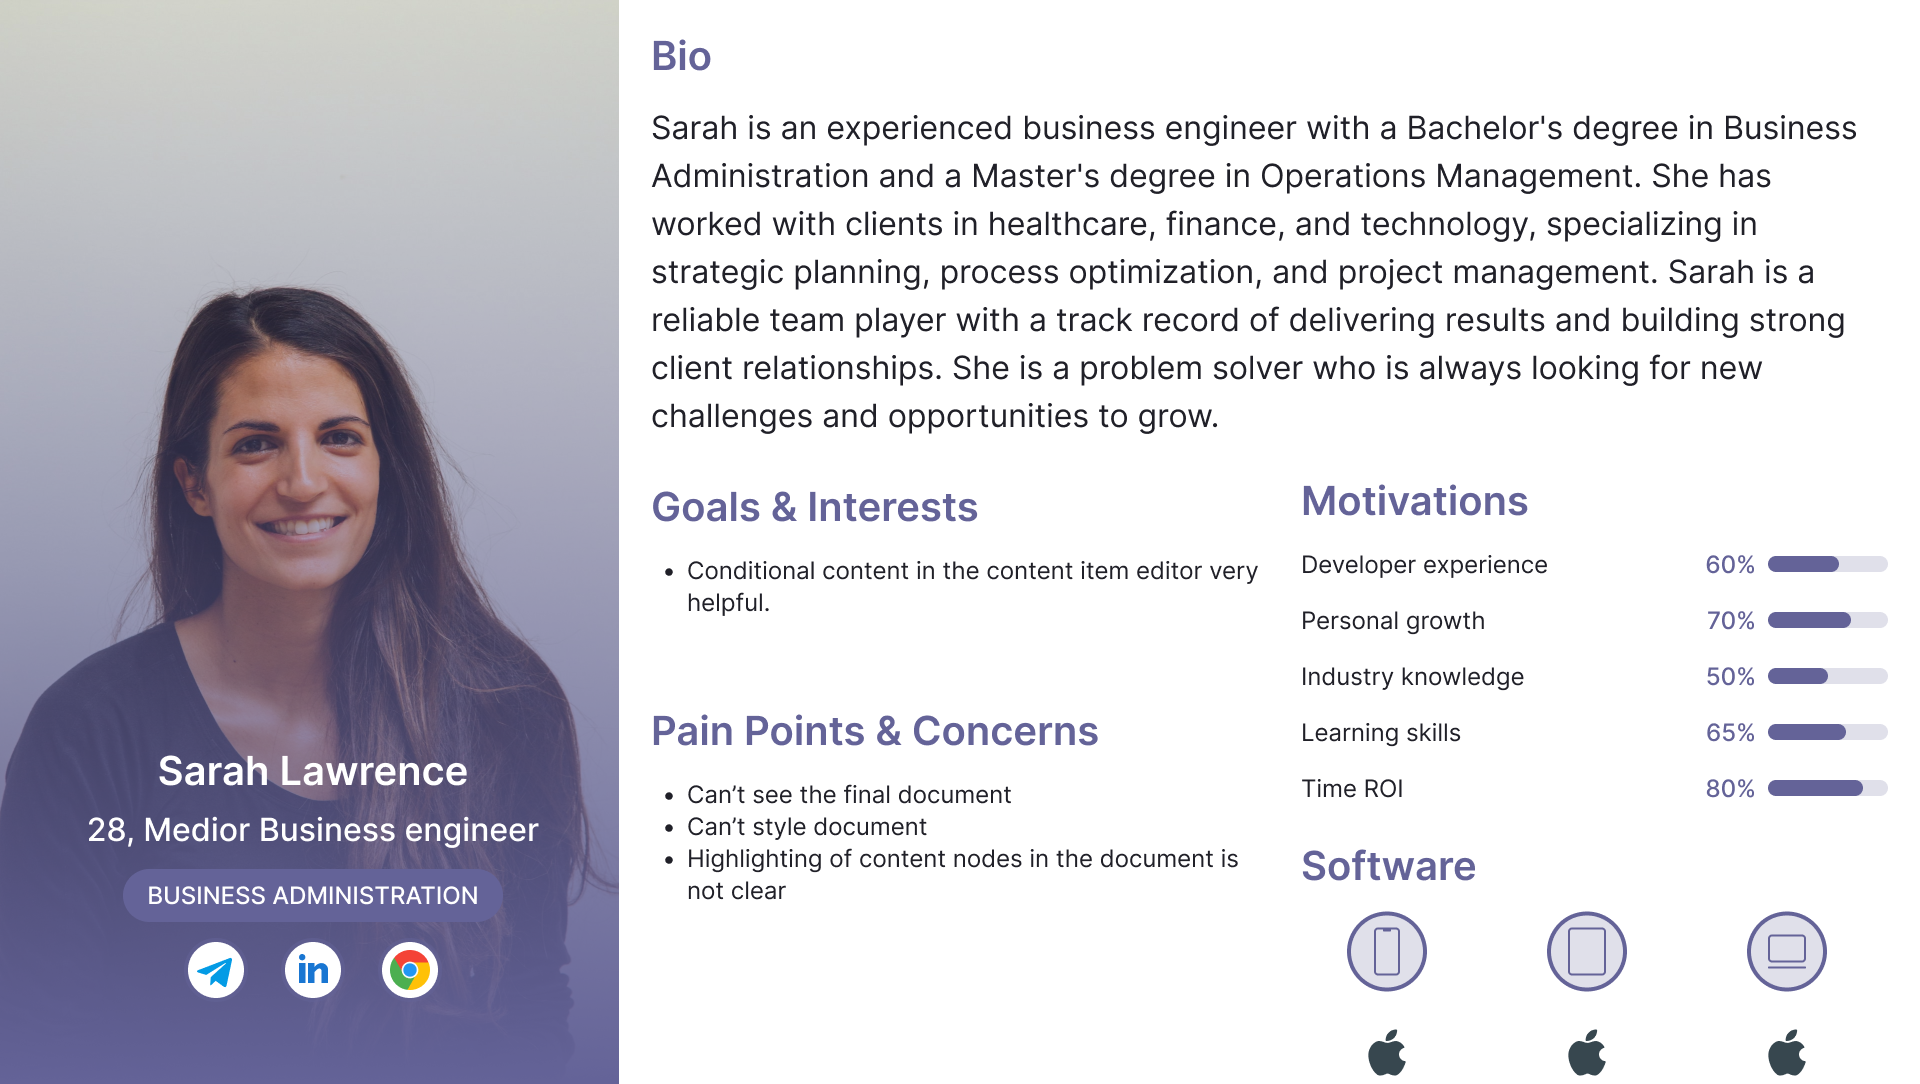 Bio
Sarah is an experienced business engineer with a Bachelor's degree in Business
Administration and a Master's degree in Operations Management. She has
worked with clients in healthcare, finance, and technology, specializing in
strategic planning, process optimization, and project management. Sarah is a
reliable team player with a track record of delivering results and building strong
client relationships. She is a problem solver who is always looking for new
challenges and opportunities to grow.
Goals & Interests
• Conditional content in the content item editor very
helpful.
Pain Points & Concerns
• Can’t see the final document
• Can’t style document
• Highlighting of content nodes in the document is
not clear
Motivations
Developer experience 60%
Personal growth 70%
Industry knowledge 50%
Learning skills 65%
Time ROI 80%
Software
Sarah Lawrence
28, Medior Business engineer
BUSINESS ADMINISTRATION
in